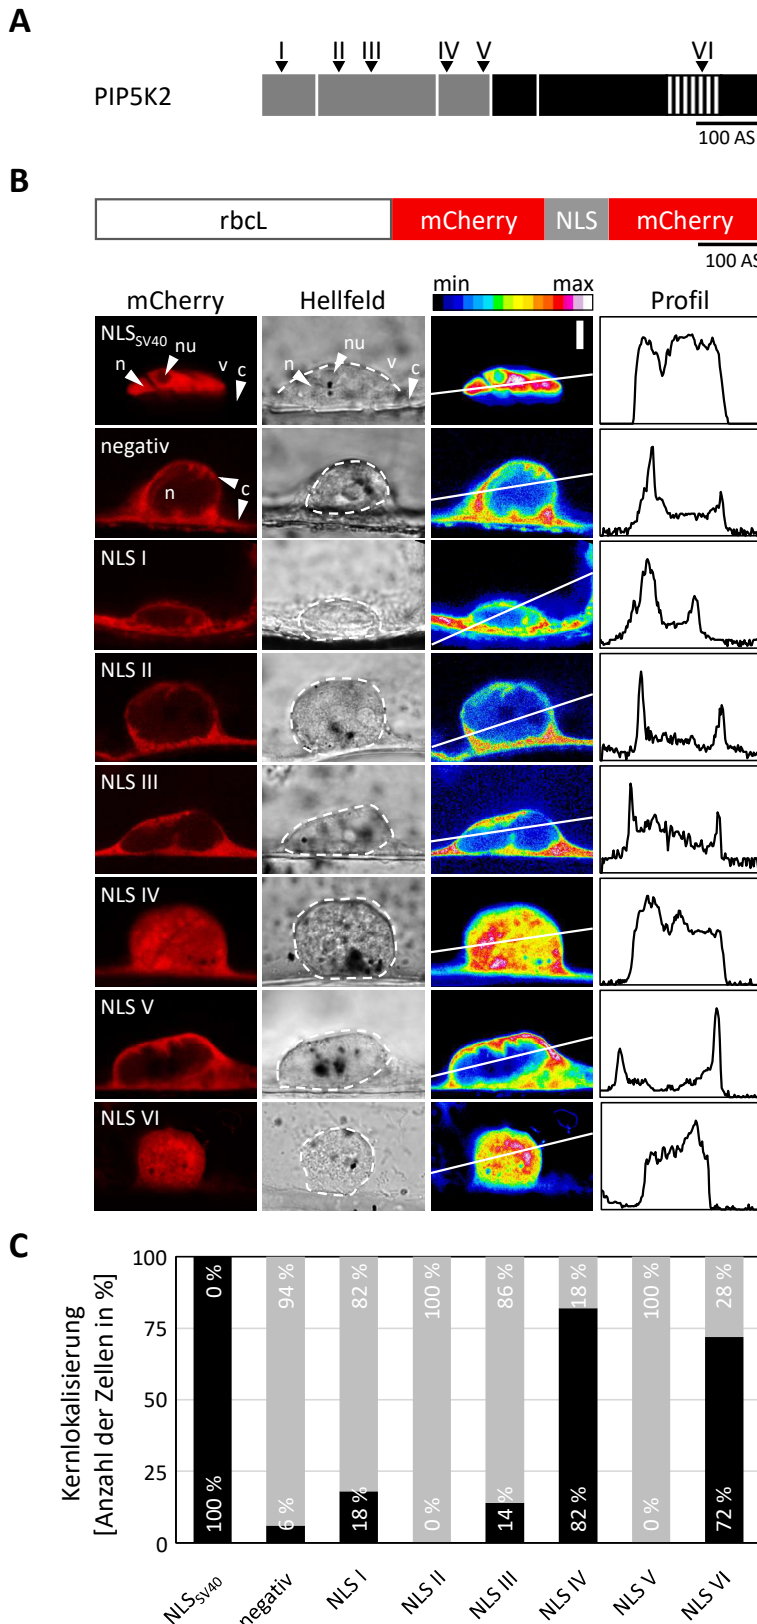 A
I II III IV V VI
PIP5K2
100 AS
B
rbcL mCherry NLS mCherry
100 AS
min max
mCherry Hellfeld Profil
NLSSV40
n nu v c
n nu v c
negativ
n c
NLS I
NLS II
NLS III
NLS IV
NLS V
NLS VI
C
Kernlokalisierung
[Anzahl der Zellen in %]
100
75
50
25
0
0 % 94 % 82 % 100 % 86 % 18 % 100 % 28 %
100 % 6 % 18 % 0 % 14 % 82 % 0 % 72 %
NLSSV40 negativ NLS I NLS II NLS III NLS IV NLS V NLS VI